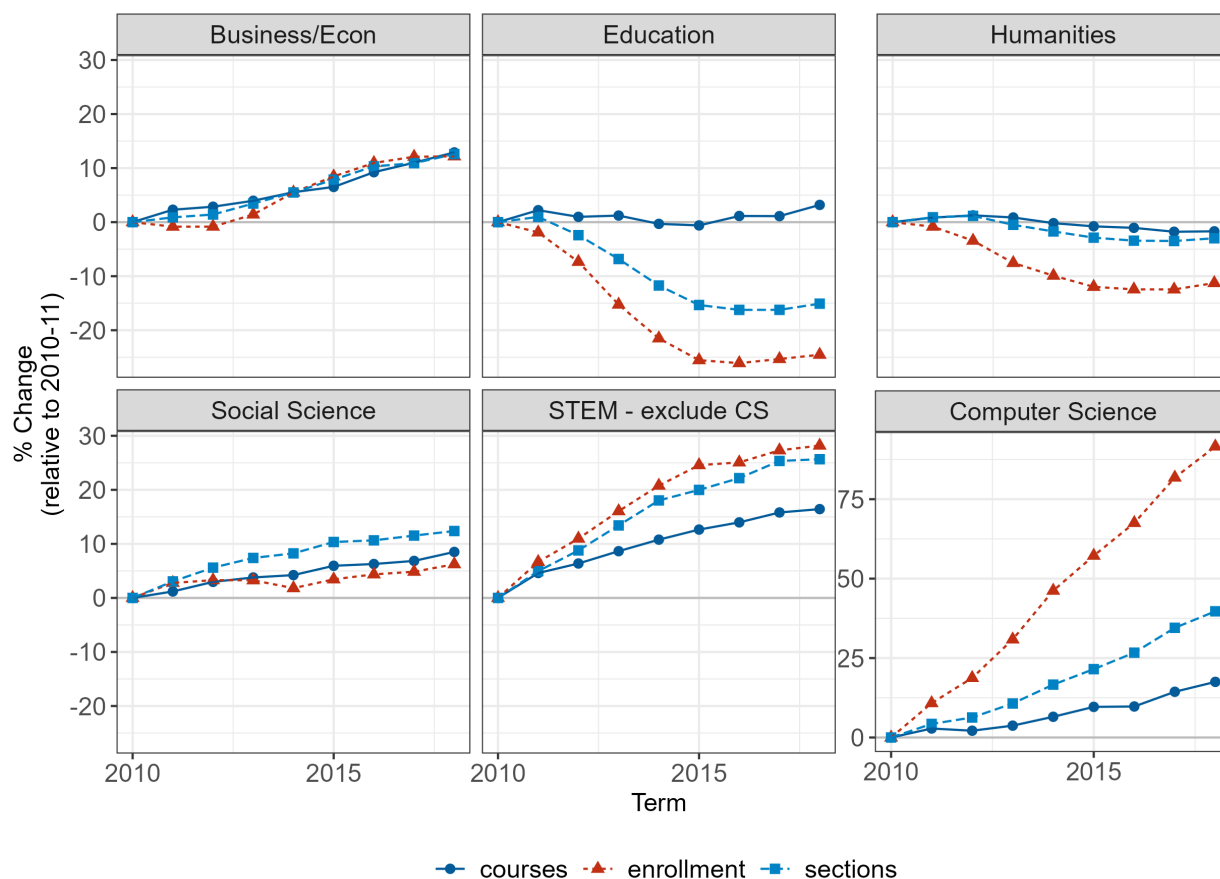 Business/Econ
Education
Humanities
30
20
10
0
-10
-20
% Change
(relative to 2010-11)
Social Science
STEM - exclude CS
Computer Science
30
20
10
0
-10
-20
75
50
25
0
2010
2015
2010
2015
2010
2015
Term
courses
enrollment
sections